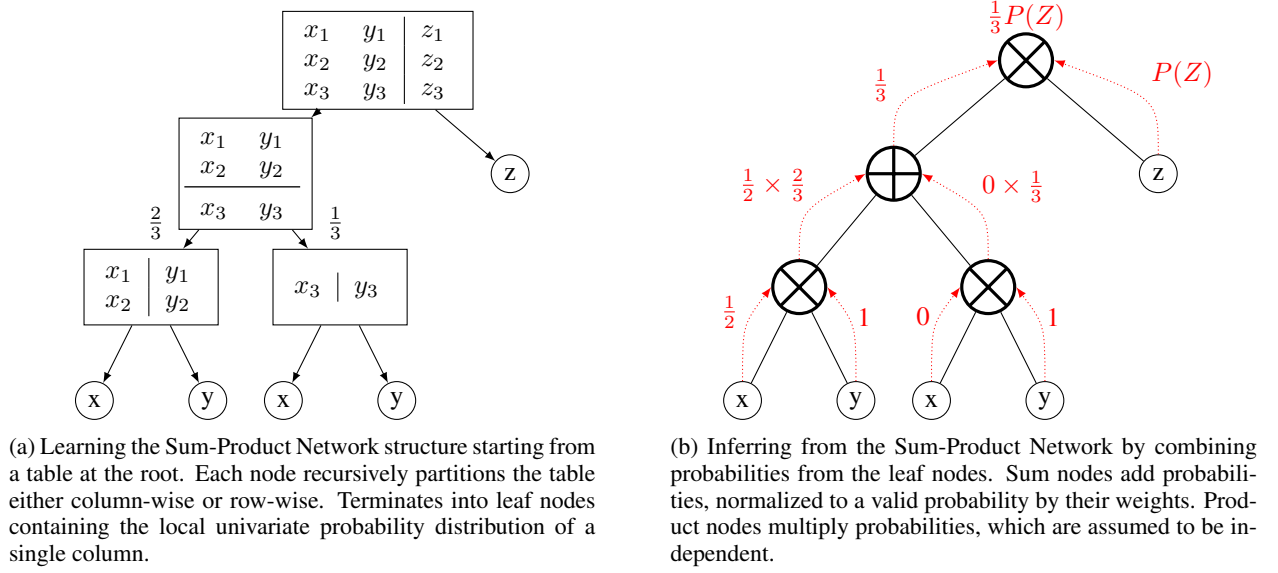 x₁ y₁ z₁
x₂ y₂ z₂
x₃ y₃ z₃
x₁ y₁
x₂ y₂
x₃ y₃
z
2/3 1/3
x₁ y₁
x₂ y₂
x₃ y₃
x y x y
(a) Learning the Sum-Product Network structure starting from
a table at the root. Each node recursively partitions the table
either column-wise or row-wise. Terminates into leaf nodes
containing the local univariate probability distribution of a
single column.
1/3 P(Z)
1/3 P(Z)
1/2 × 2/3 0 × 1/3
z
1/2 1 0 1
x y x y
(b) Inferring from the Sum-Product Network by combining
probabilities from the leaf nodes. Sum nodes add probabili-
ties, normalized to a valid probability by their weights. Prod-
uct nodes multiply probabilities, which are assumed to be in-
dependent.